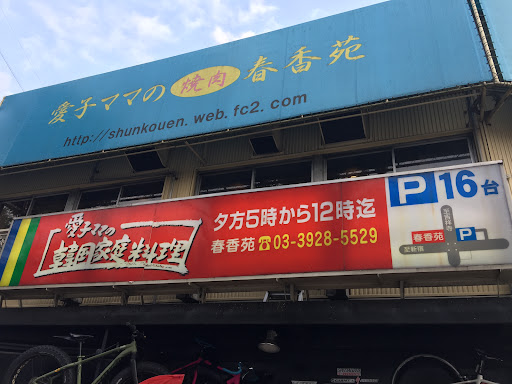 愛子ママの焼肉春香苑
http://shunkouen.web.fc2.com
愛子ママの
韓国家庭料理
夕方5時から12時迄
春香苑☎03-3928-5529
P16台
春香苑 P